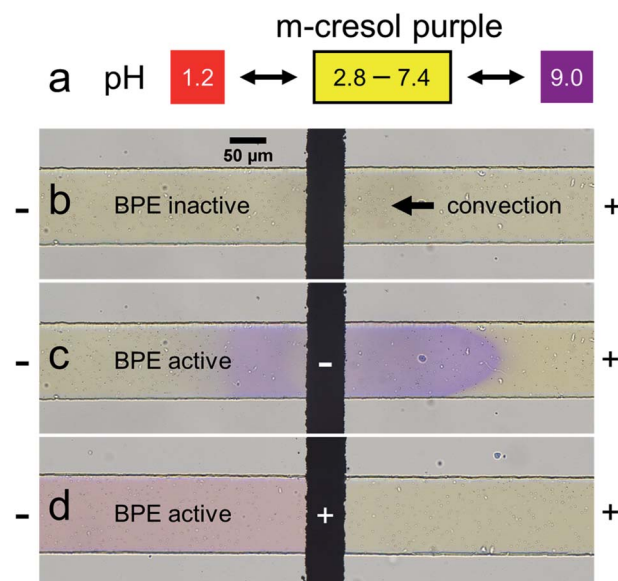 m-cresol purple
a pH 1.2 2.8 – 7.4 9.0
50 µm
- b BPE inactive convection +
- c BPE active - +
- d BPE active + +